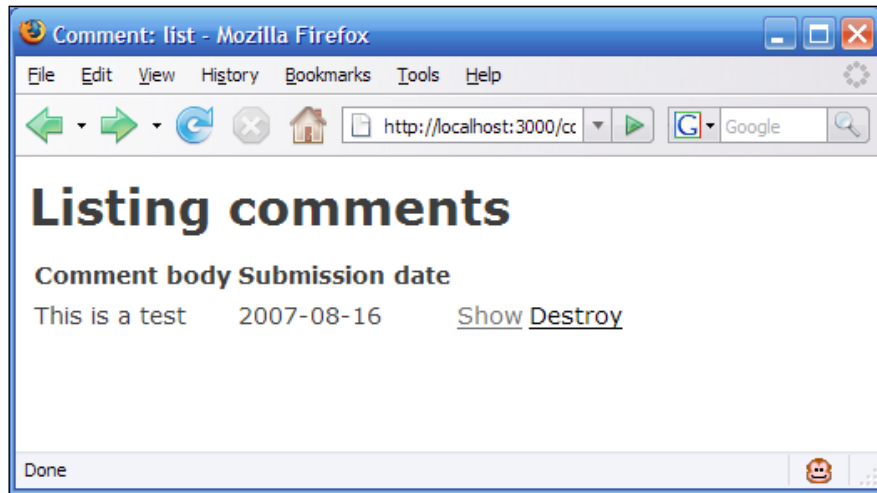 Comment: list - Mozilla Firefox
File Edit View History Bookmarks Tools Help
http://localhost:3000/cc G Google
Listing comments
Comment body Submission date
This is a test 2007-08-16 Show Destroy
Done